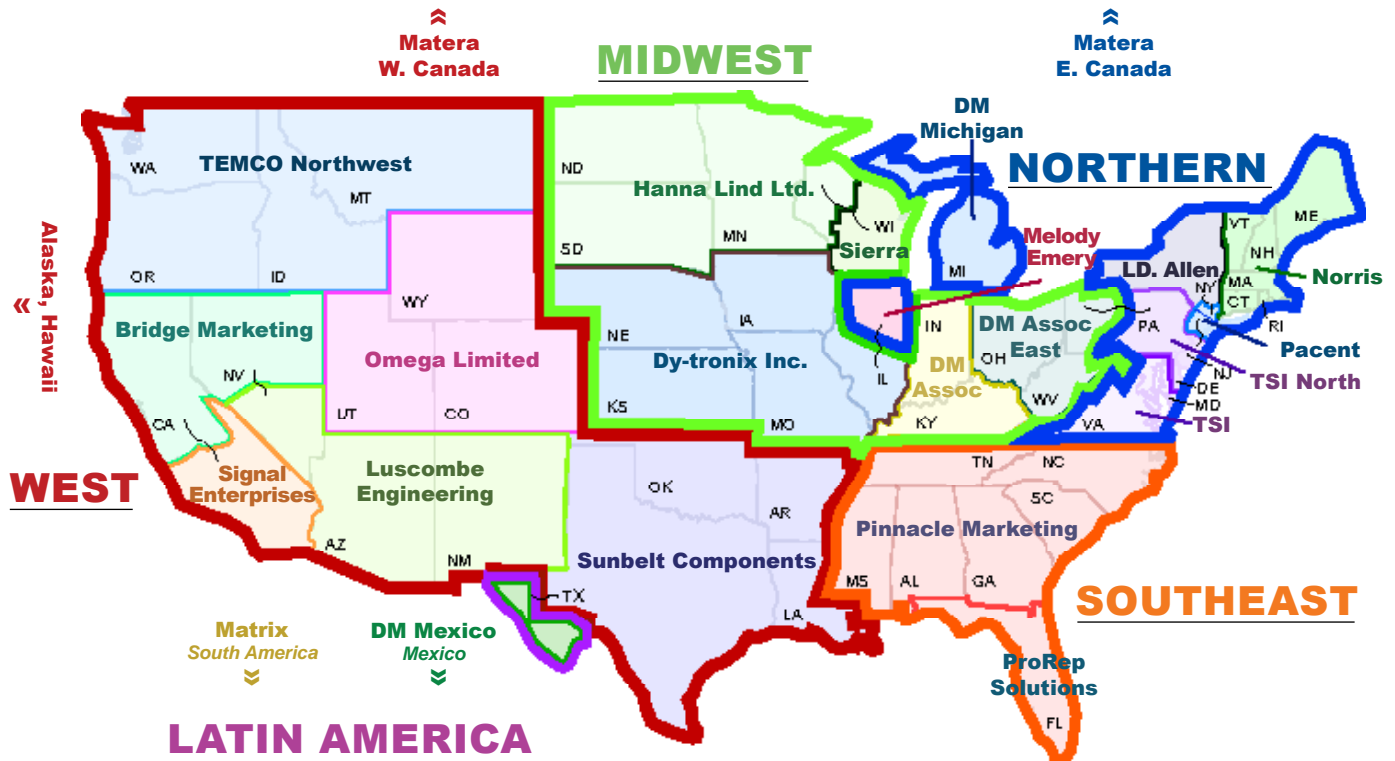 Matera
W. Canada
MIDWEST
Matera
E. Canada
DM
Michigan
NORTHERN
WA
TEMCO Northwest
MT
OR
ID
ND
Hanna Lind Ltd.
SD
MN
WI
Sierra
MI
Melody
Emery
VT
ME
NH
LD. Allen
NY
MA
CT
RI
Norris
Alaska, Hawaii
«
Bridge Marketing
NV
CA
WY
Omega Limited
UT
CO
NE
IA
Dy-tronix Inc.
KS
MO
IL
IN
DM
Assoc
KY
DM Assoc
East
OH
WV
PA
Pacent
NJ
TSI North
DE
MD
TSI
VA
WEST
Signal
Enterprises
Luscombe
Engineering
AZ
NM
OK
AR
Sunbelt Components
TX
LA
TN
NC
SC
Pinnacle Marketing
MS
AL
GA
SOUTHEAST
ProRep
Solutions
FL
Matrix
South America
DM Mexico
Mexico
LATIN AMERICA